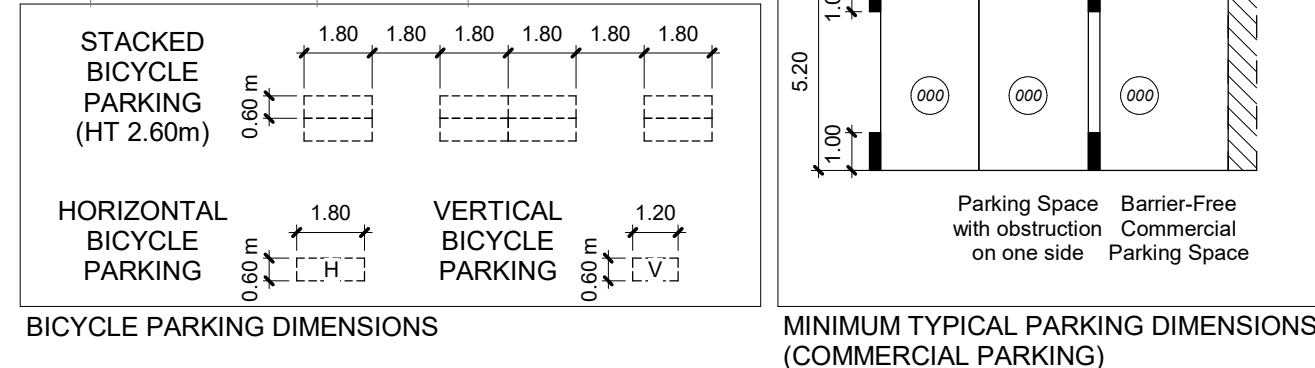 STACKED
BICYCLE
PARKING
(HT 2.60m)
1.80 1.80 1.80 1.80 1.80 1.80
0.60 m
HORIZONTAL
BICYCLE
PARKING
1.80
0.60 m
H
VERTICAL
BICYCLE
PARKING
1.20
0.60 m
V
BICYCLE PARKING DIMENSIONS
5.20
1.00
000 000 000
Parking Space
with obstruction
on one side
Barrier-Free
Commercial
Parking Space
MINIMUM TYPICAL PARKING DIMENSIONS
(COMMERCIAL PARKING)